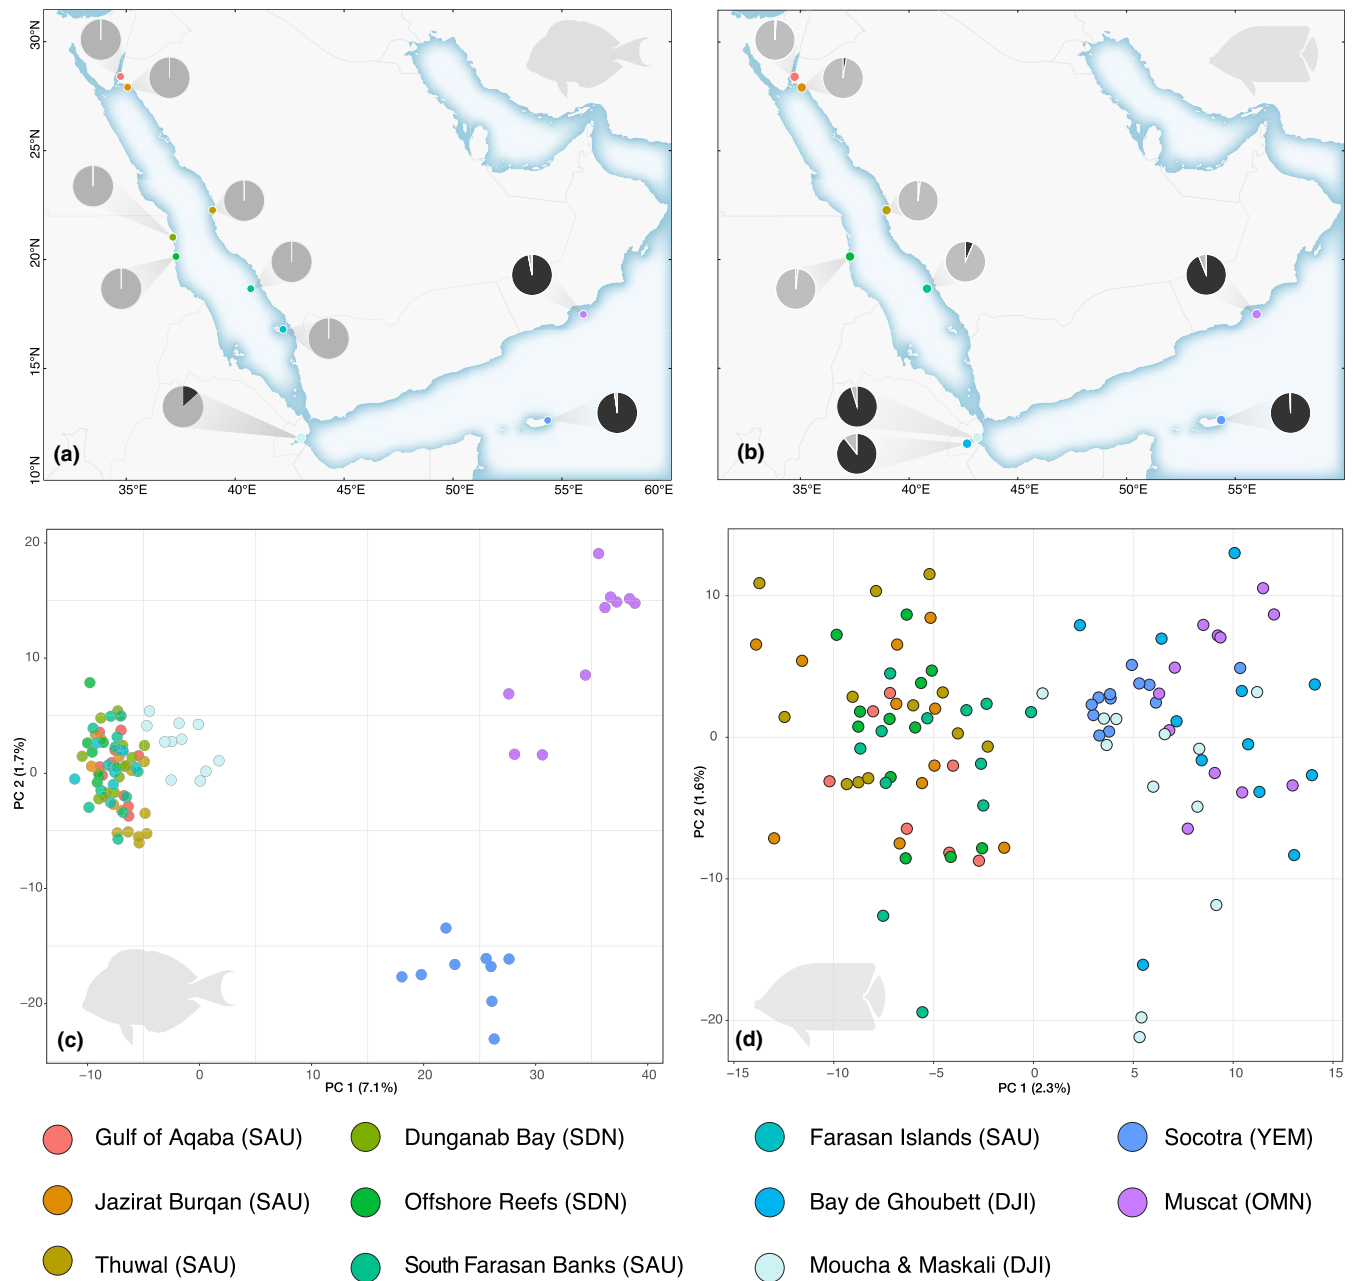 30°N
25°N
20°N
15°N
10°N
(a)
35°E 40°E 45°E 50°E 55°E 60°E
(b)
35°E 40°E 45°E 50°E 55°E
20
10
0
−10
−20
PC 2 (1.7%)
(c)
−10 0 10 20 30 40
PC 1 (7.1%)
10
0
−10
−20
PC 2 (1.6%)
(d)
−15 −10 −5 0 5 10 15
PC 1 (2.3%)
Gulf of Aqaba (SAU) Dunganab Bay (SDN) Farasan Islands (SAU) Socotra (YEM)
Jazirat Burqan (SAU) Offshore Reefs (SDN) Bay de Ghoubett (DJI) Muscat (OMN)
Thuwal (SAU) South Farasan Banks (SAU) Moucha & Maskali (DJI)